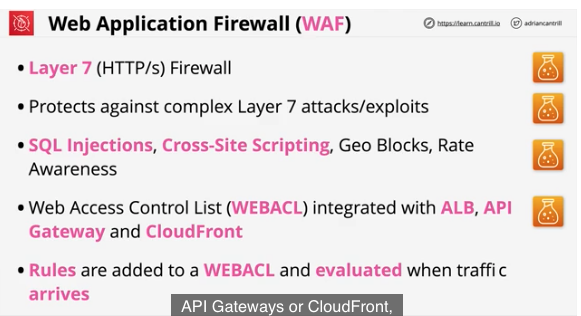 Web Application Firewall (WAF)
https://learn.cantrill.io
adriancantrill
• Layer 7 (HTTP/s) Firewall
• Protects against complex Layer 7 attacks/exploits
• SQL Injections, Cross-Site Scripting, Geo Blocks, Rate
Awareness
• Web Access Control List (WEBACL) integrated with ALB, API
Gateway and CloudFront
• Rules are added to a WEBACL and evaluated when traffic
arrives
API Gateways or CloudFront,